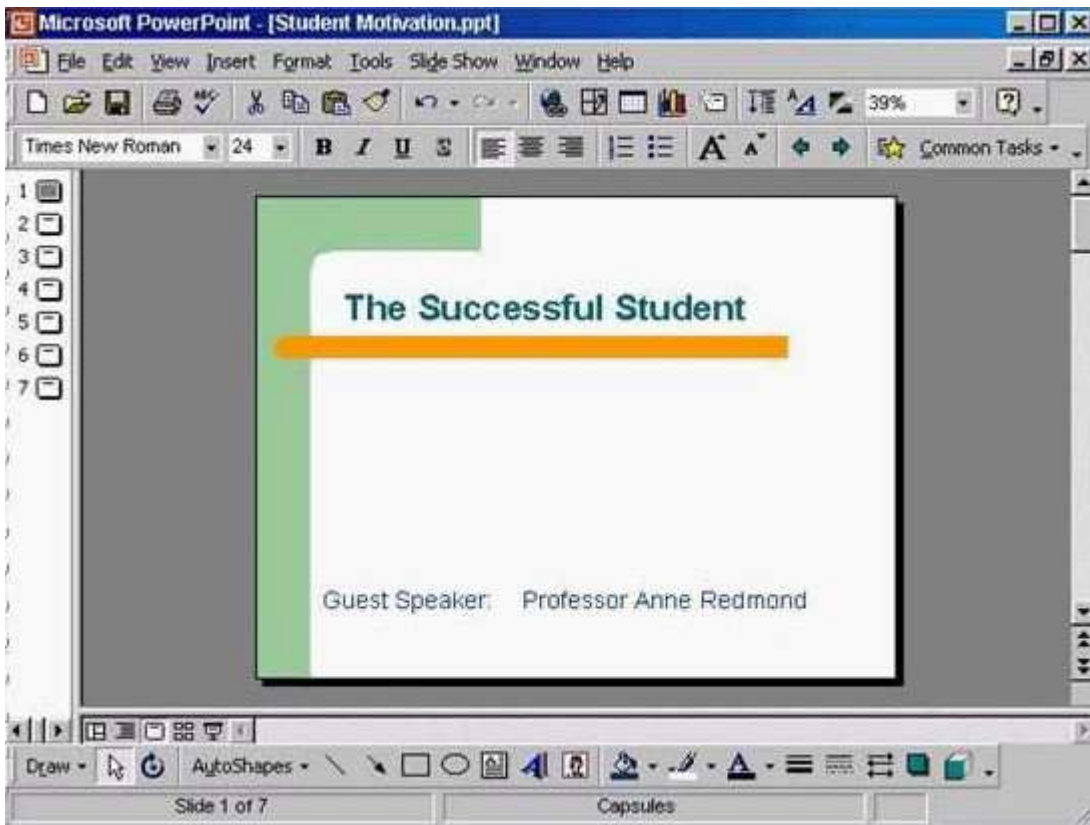 Microsoft PowerPoint - [Student Motivation.ppt]
File Edit View Insert Format Tools Slide Show Window Help
39%
Times New Roman 24 B I U S A A Common Tasks
1
2
3
4
5
6
7
The Successful Student
Guest Speaker: Professor Anne Redmond
Draw AutoShapes
Slide 1 of 7 Capsules